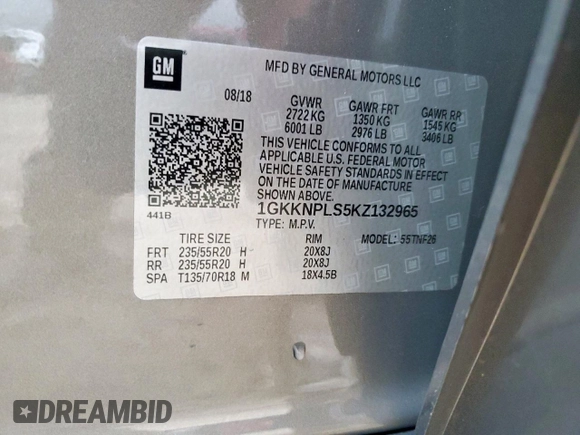 GM
MFD BY GENERAL MOTORS LLC
08/18
GVWR GAWR FRT GAWR RR
2722 KG 1350 KG 1545 KG
6001 LB 2976 LB 3406 LB
THIS VEHICLE CONFORMS TO ALL
APPLICABLE U.S. FEDERAL MOTOR
VEHICLE SAFETY STANDARDS IN EFFECT
ON THE DATE OF MANUFACTURE
SHOWN ABOVE.
1GKKNPLS5KZ132965
441B
TYPE: M.P.V. MODEL: 55TNF26
TIRE SIZE RIM
FRT 235/55R20 H 20X8J
RR 235/55R20 H 20X8J
SPA T135/70R18 M 18X4.5B
DREAMBID